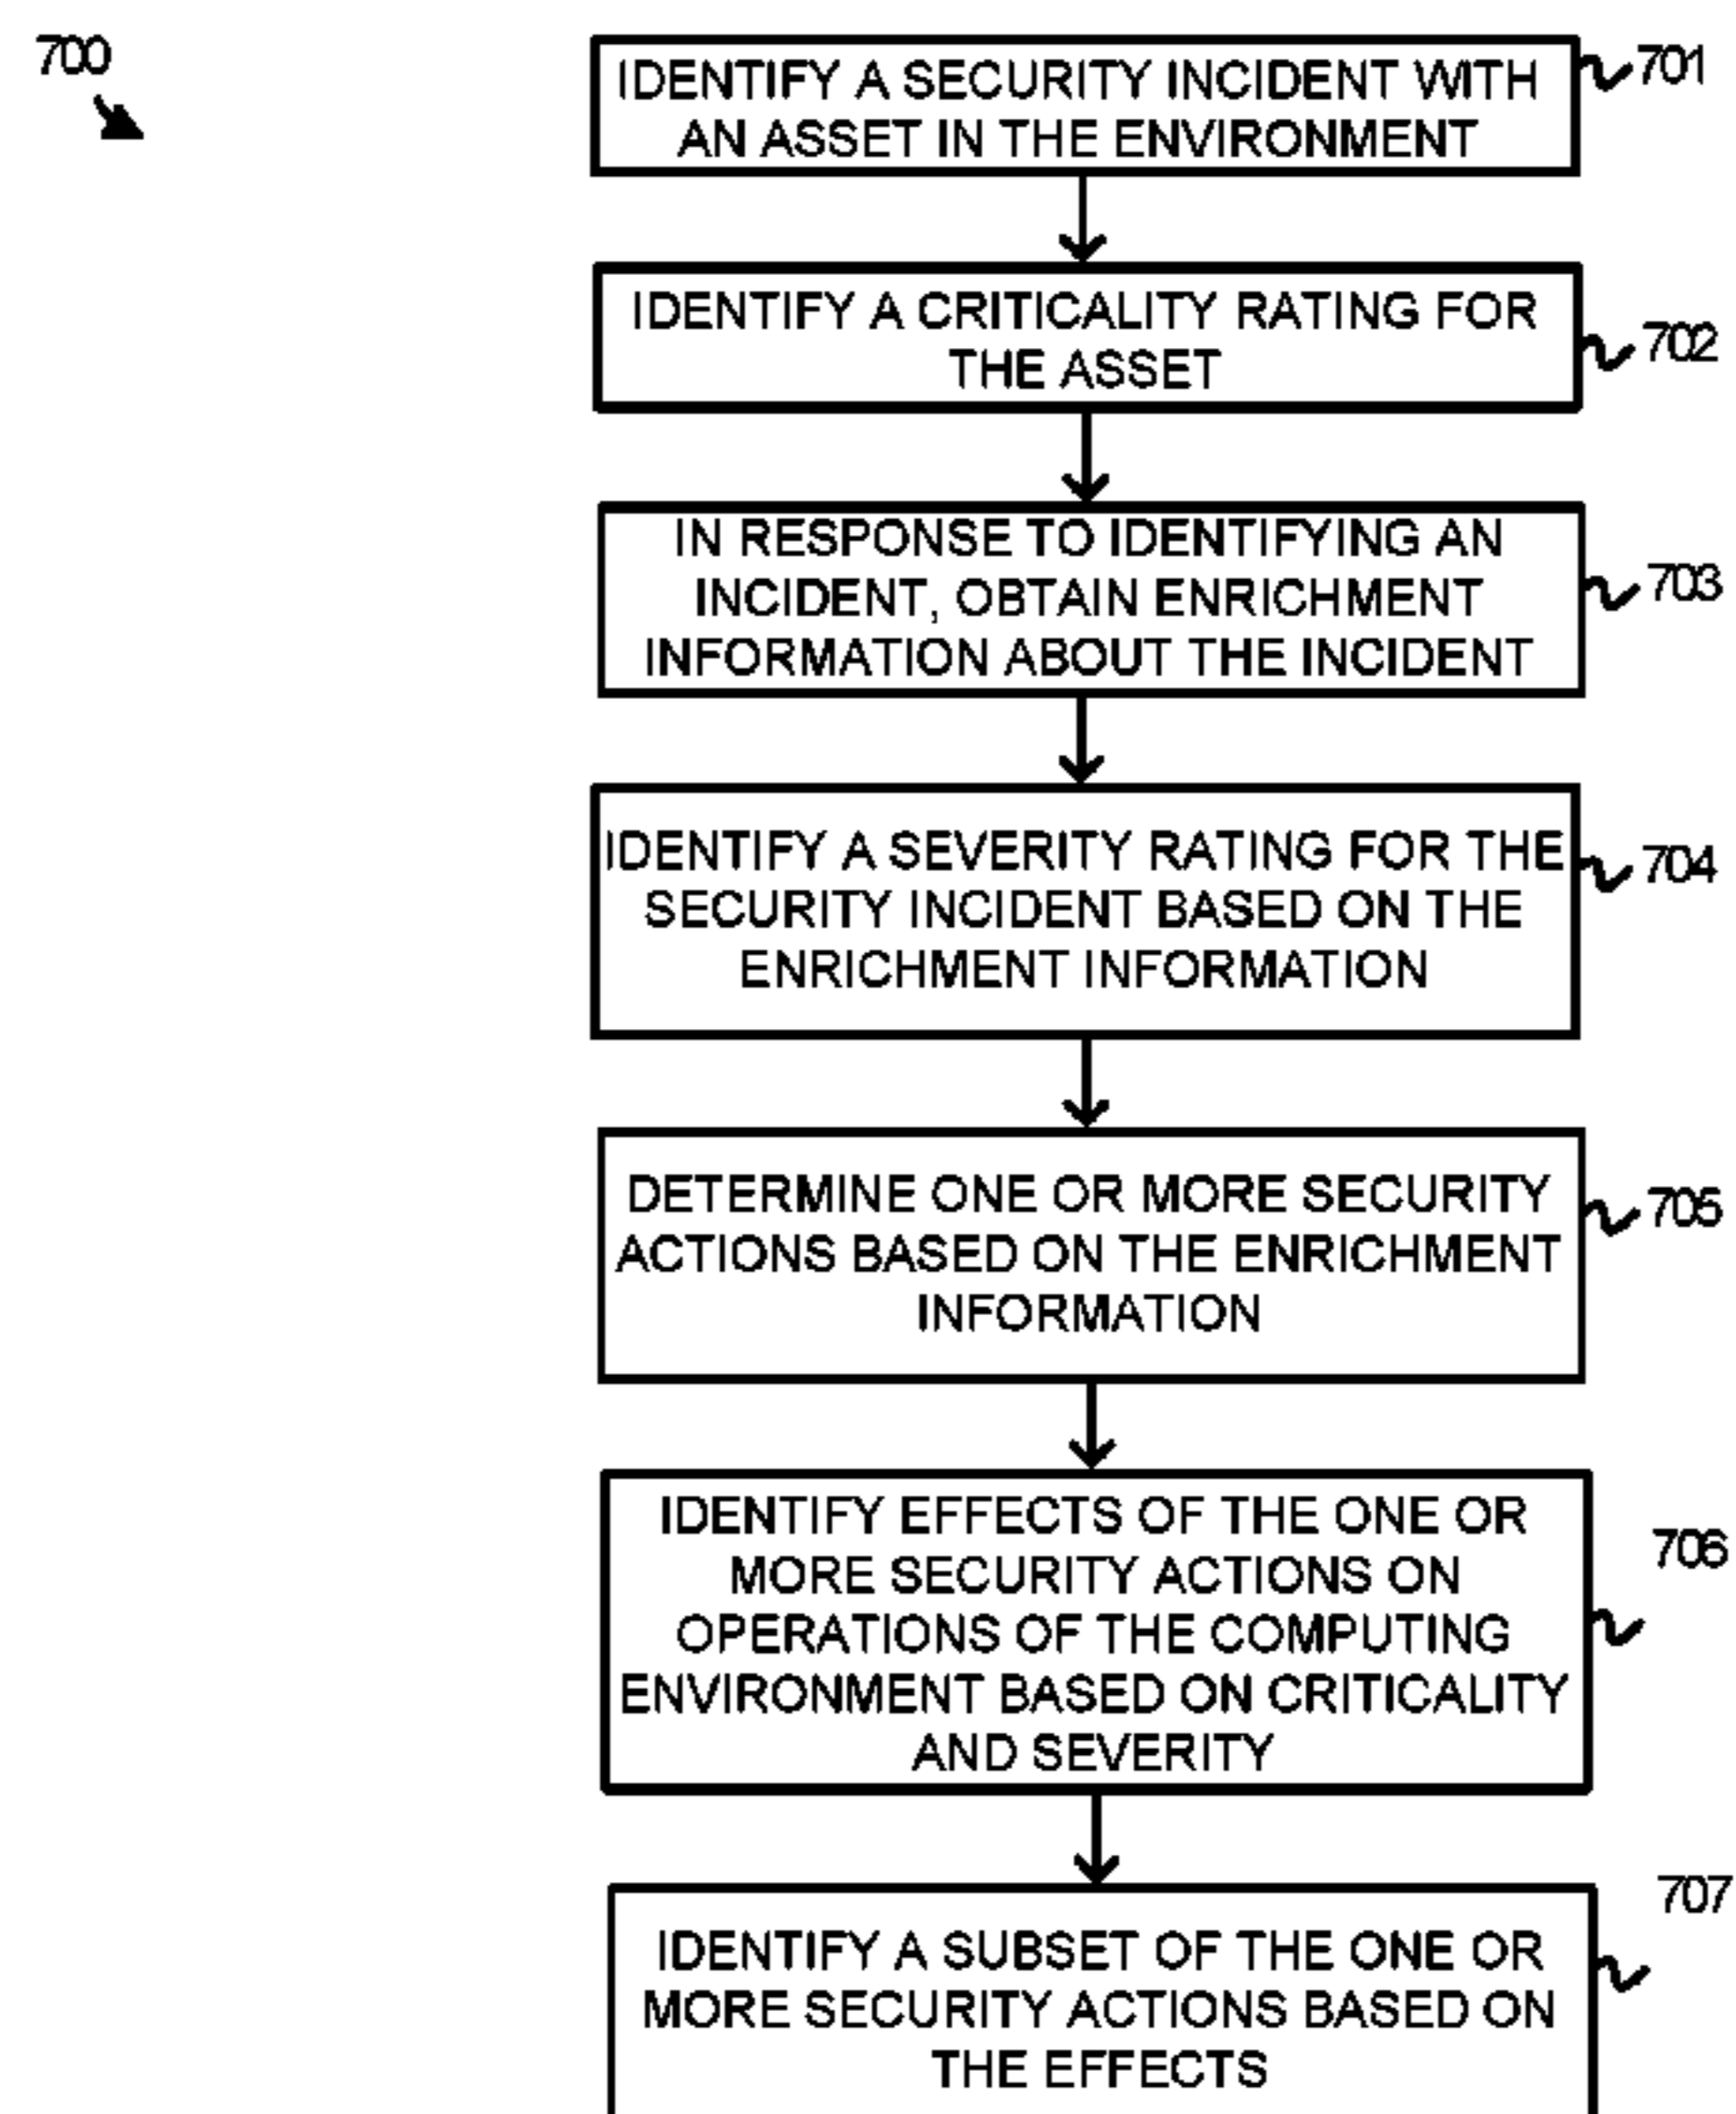 700
IDENTIFY A SECURITY INCIDENT WITH
AN ASSET IN THE ENVIRONMENT
701
IDENTIFY A CRITICALITY RATING FOR
THE ASSET
702
IN RESPONSE TO IDENTIFYING AN
INCIDENT, OBTAIN ENRICHMENT
INFORMATION ABOUT THE INCIDENT
703
IDENTIFY A SEVERITY RATING FOR THE
SECURITY INCIDENT BASED ON THE
ENRICHMENT INFORMATION
704
DETERMINE ONE OR MORE SECURITY
ACTIONS BASED ON THE ENRICHMENT
INFORMATION
705
IDENTIFY EFFECTS OF THE ONE OR
MORE SECURITY ACTIONS ON
OPERATIONS OF THE COMPUTING
ENVIRONMENT BASED ON CRITICALITY
AND SEVERITY
706
IDENTIFY A SUBSET OF THE ONE OR
MORE SECURITY ACTIONS BASED ON
THE EFFECTS
707